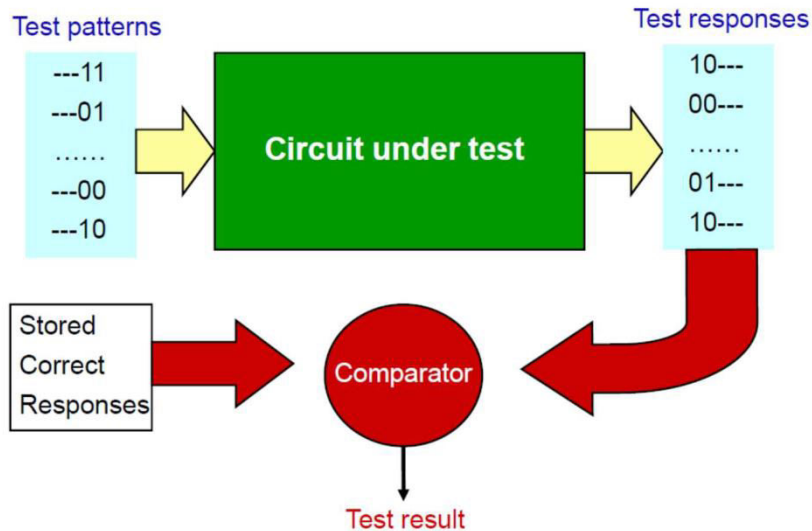 Test patterns
---11
---01
......
---00
---10
Circuit under test
Test responses
10---
00---
......
01---
10---
Stored
Correct
Responses
Comparator
Test result